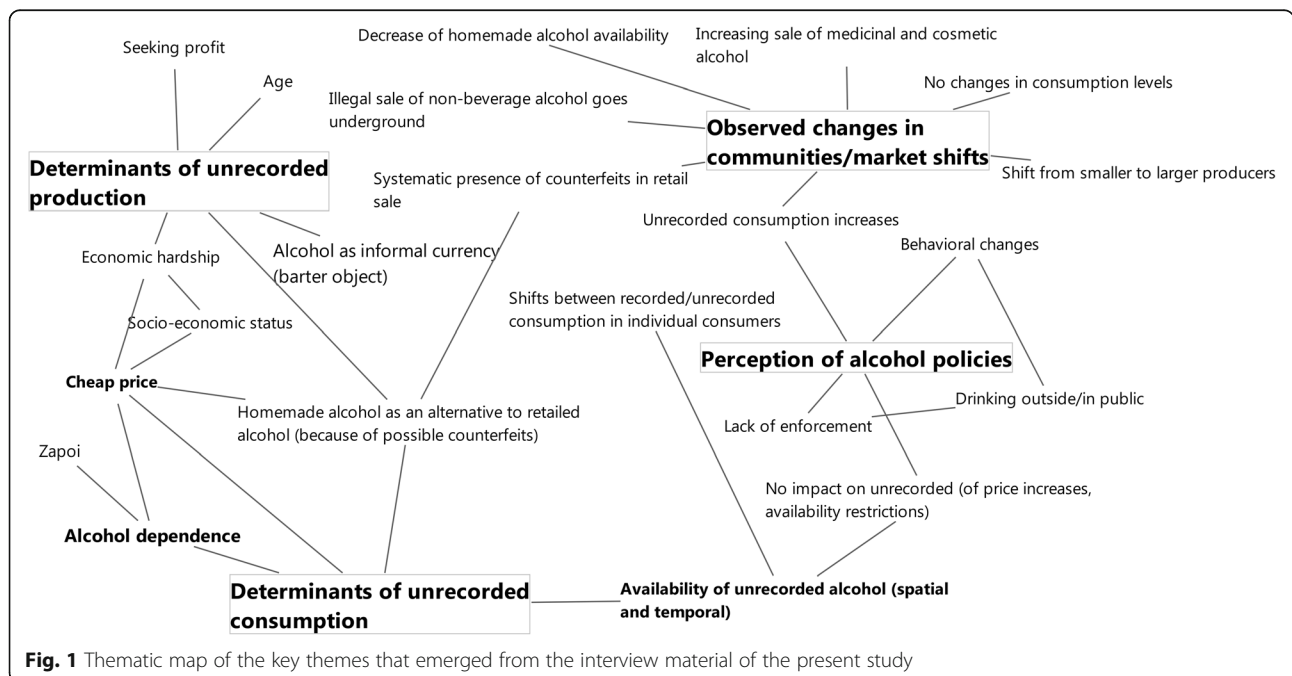 Seeking profit
Age
Decrease of homemade alcohol availability
Increasing sale of medicinal and cosmetic
alcohol
No changes in consumption levels
Illegal sale of non-beverage alcohol goes
underground
Observed changes in
communities/market shifts
Determinants of unrecorded
production
Systematic presence of counterfeits in retail
sale
Shift from smaller to larger producers
Unrecorded consumption increases
Behavioral changes
Economic hardship
Alcohol as informal currency
(barter object)
Shifts between recorded/unrecorded
consumption in individual consumers
Socio-economic status
Perception of alcohol policies
Cheap price
Homemade alcohol as an alternative to retailed
alcohol (because of possible counterfeits)
Drinking outside/in public
Lack of enforcement
Zapoi
No impact on unrecorded (of price increases,
availability restrictions)
Alcohol dependence
Determinants of unrecorded
consumption
Availability of unrecorded alcohol (spatial
and temporal)
Fig. 1 Thematic map of the key themes that emerged from the interview material of the present study